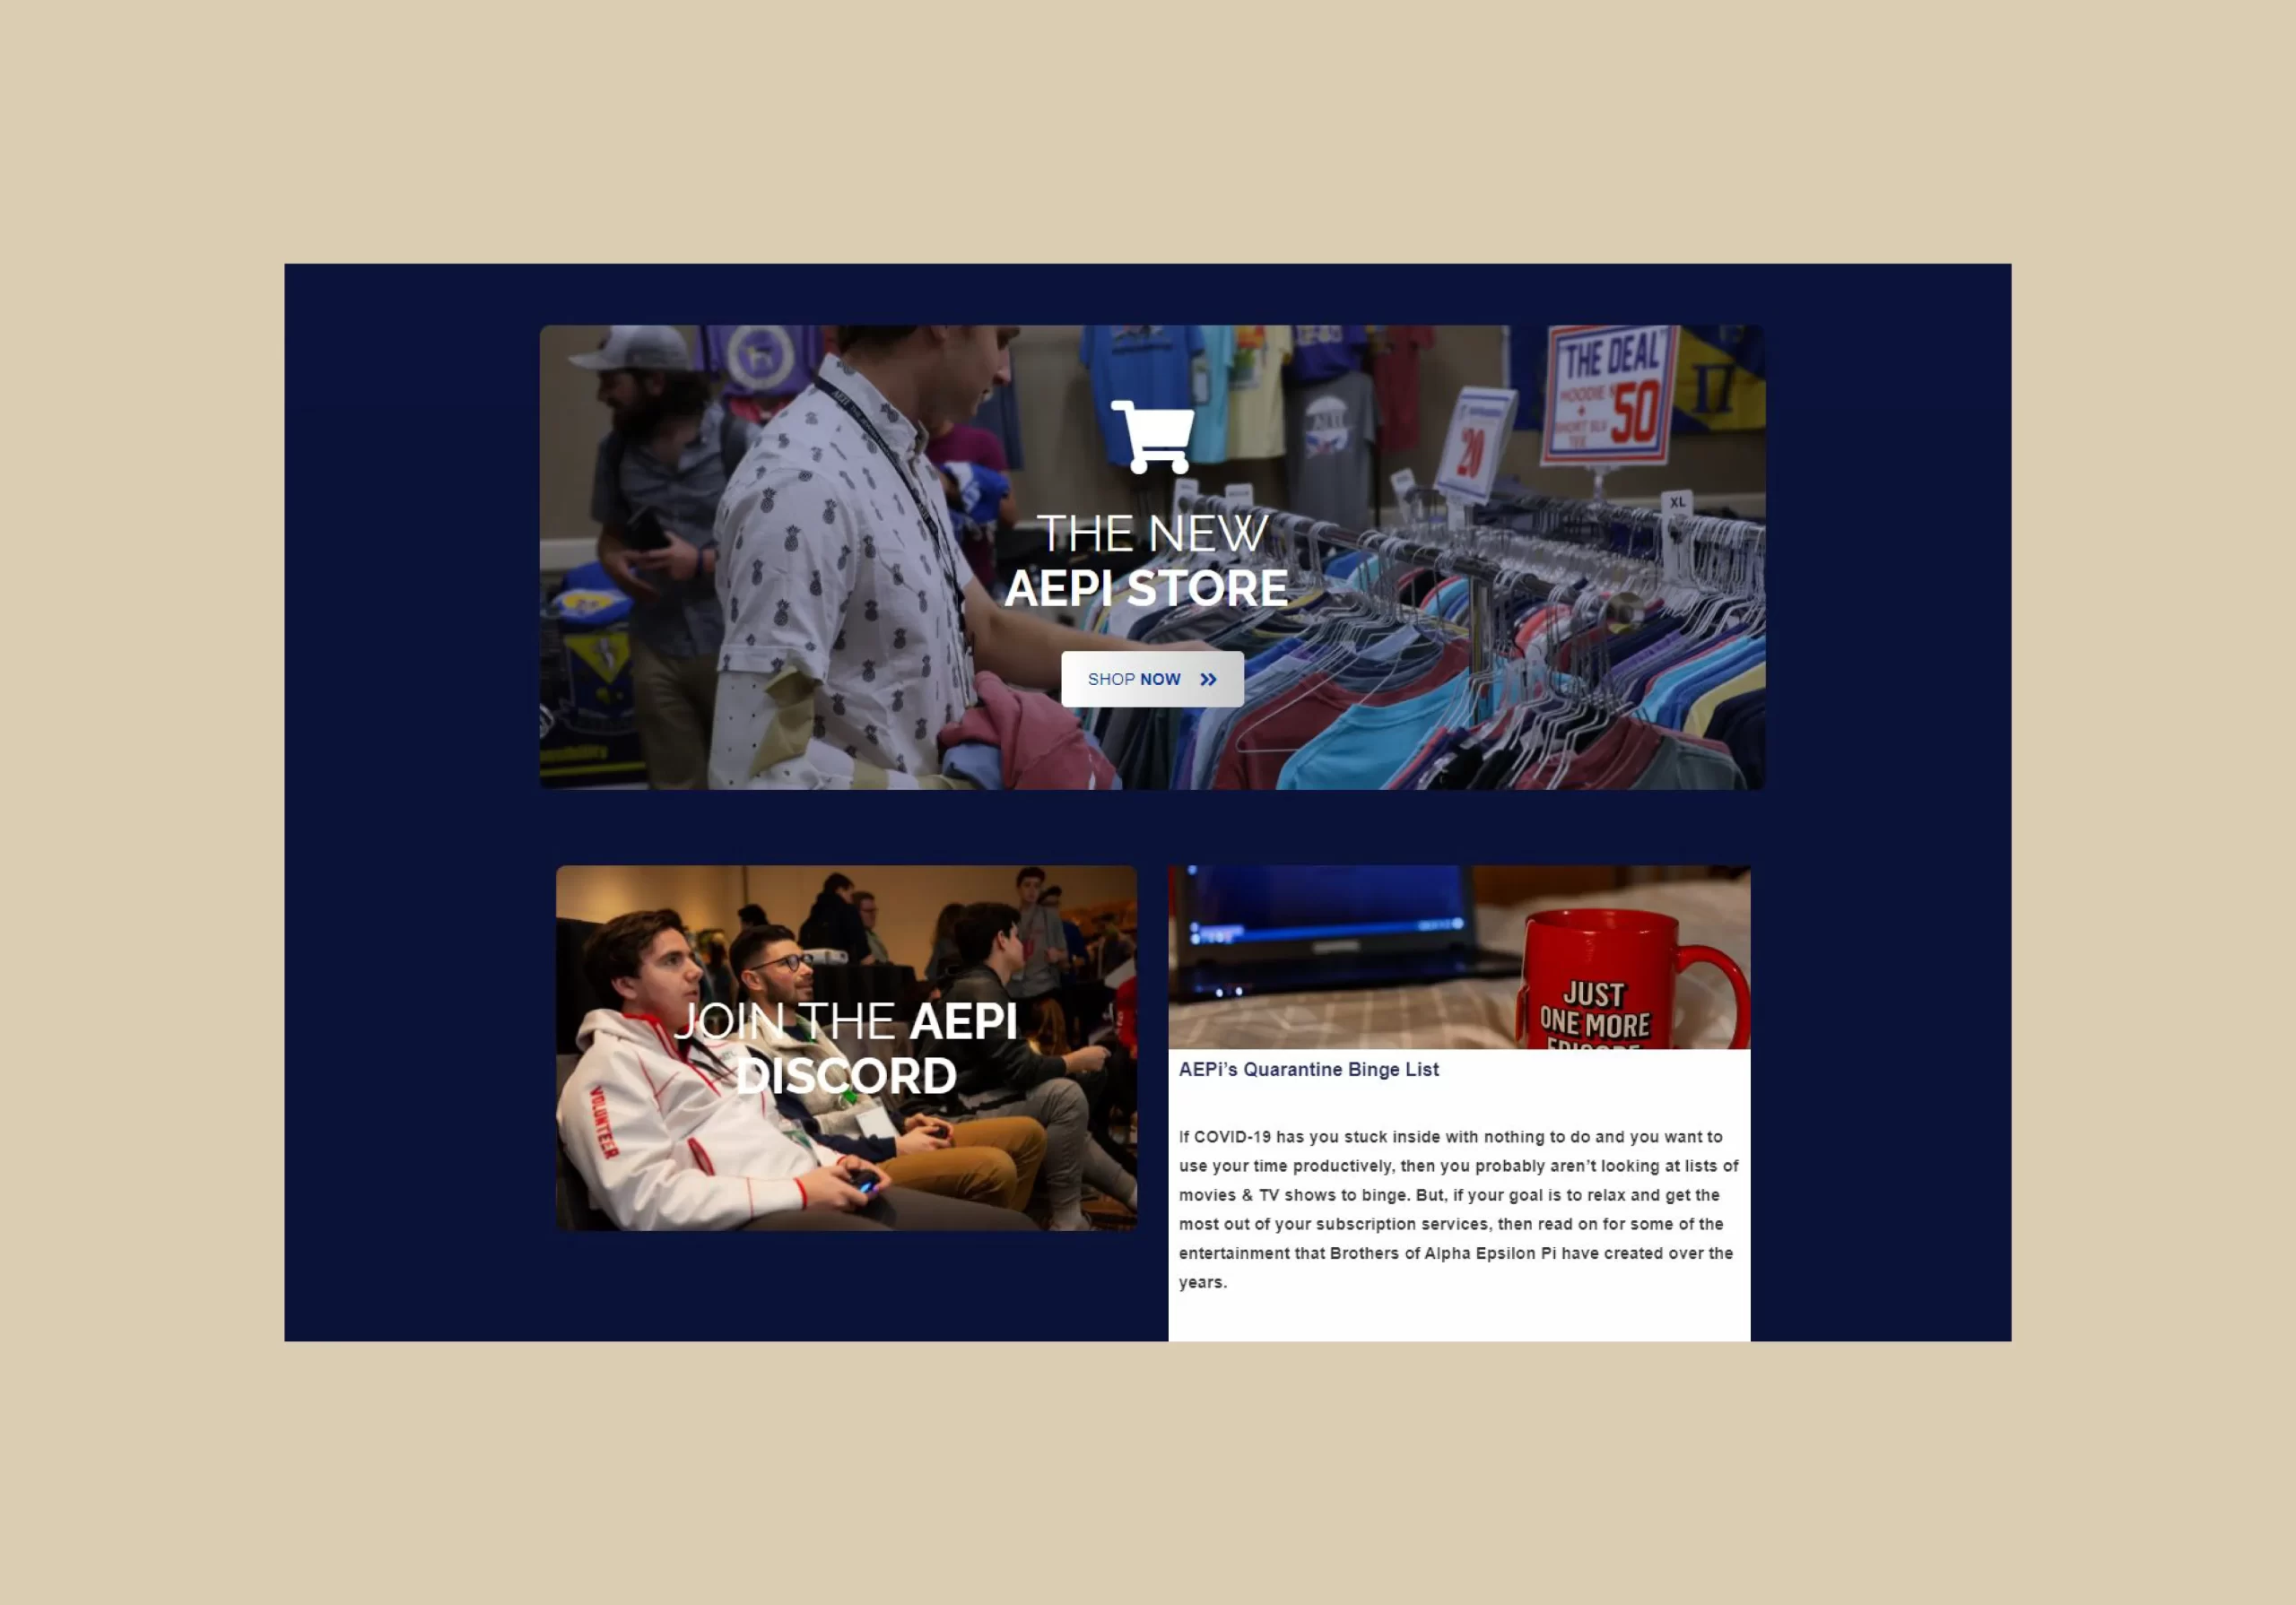 THE DEAL
HOODIE
+
SHORT SLV
TEE
$50
$20
XL
THE NEW
AEPI STORE
SHOP NOW
JOIN THE AEPI
DISCORD
VOLUNTEER
JUST
ONE MORE
EPISODE
AEPi’s Quarantine Binge List
If COVID-19 has you stuck inside with nothing to do and you want to
use your time productively, then you probably aren’t looking at lists of
movies & TV shows to binge. But, if your goal is to relax and get the
most out of your subscription services, then read on for some of the
entertainment that Brothers of Alpha Epsilon Pi have created over the
years.